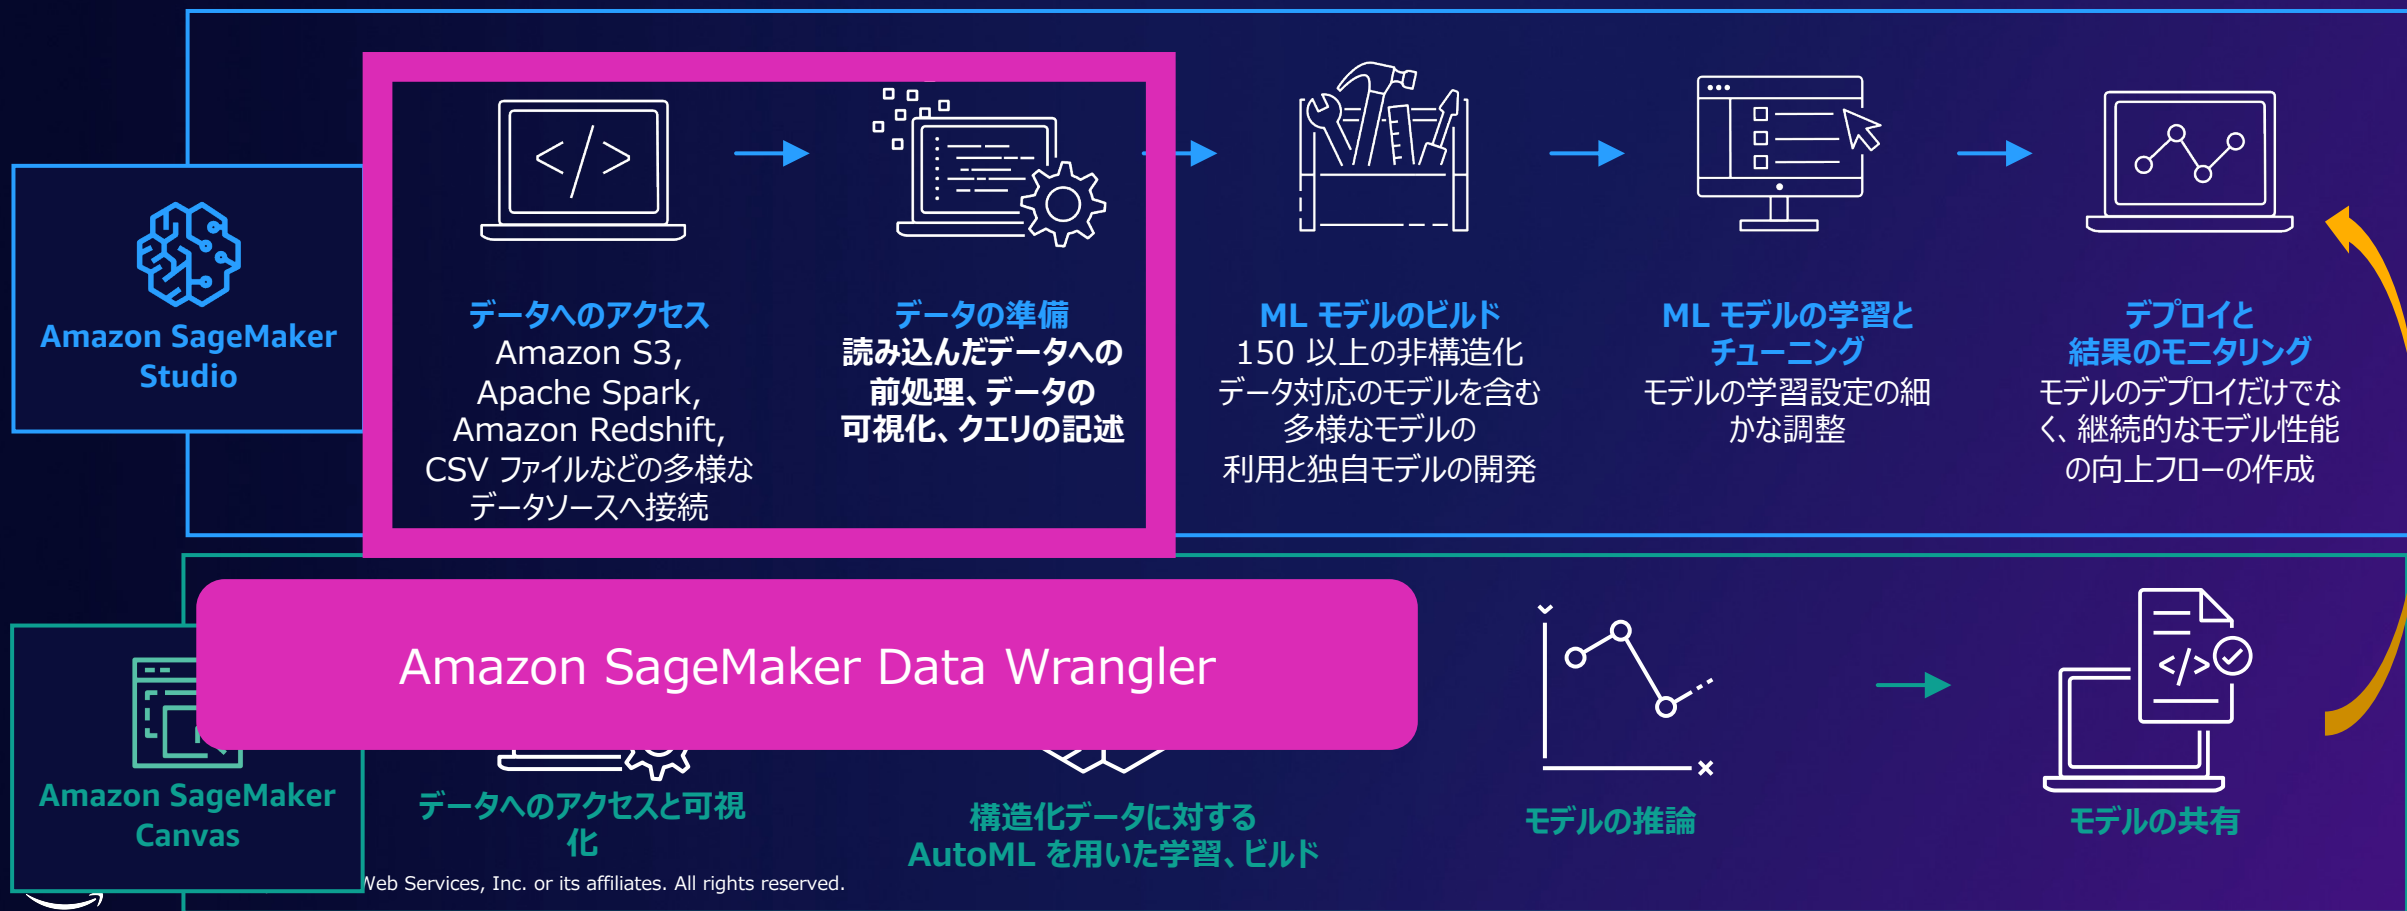 Amazon SageMaker
Studio
</>
データへのアクセス
Amazon S3,
Apache Spark,
Amazon Redshift,
CSV ファイルなどの多様な
データソースへ接続
データの準備
読み込んだデータへの
前処理、データの
可視化、クエリの記述
ML モデルのビルド
150 以上の非構造化
データ対応のモデルを含む
多様なモデルの
利用と独自モデルの開発
ML モデルの学習と
チューニング
モデルの学習設定の細
かな調整
デプロイと
結果のモニタリング
モデルのデプロイだけでな
く、継続的なモデル性能
の向上フローの作成
Amazon SageMaker Data Wrangler
Amazon SageMaker
Canvas
データへのアクセスと可視
化
構造化データに対する
AutoML を用いた学習、ビルド
モデルの推論
</>
モデルの共有
Web Services, Inc. or its affiliates. All rights reserved.